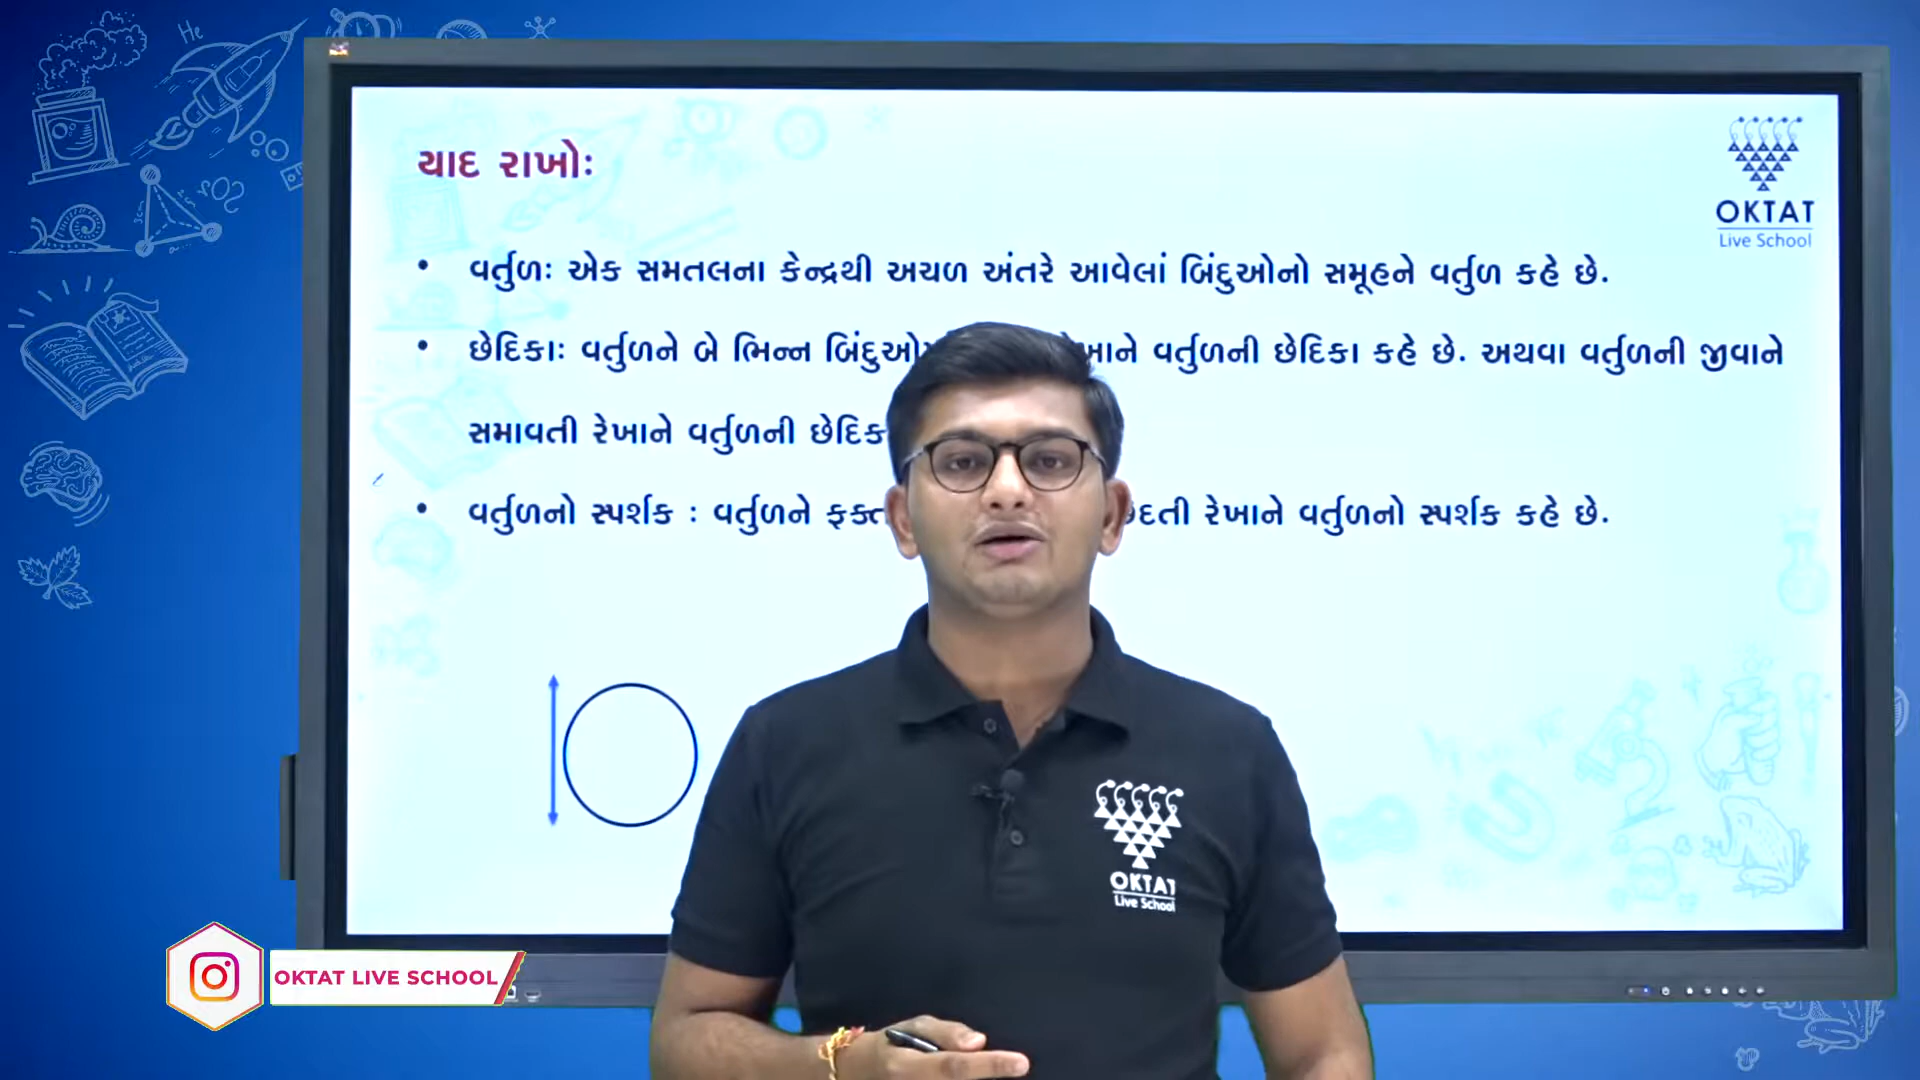 યાદ રાખોઃ
OKTAT
Live School
• વર્તુળઃ એક સમતલના કેન્દ્રથી અચળ અંતરે આવેલાં બિંદુઓનો સમૂહને વર્તુળ કહે છે.
• છેદિકાઃ વર્તુળને બે ભિન્ન વર્તુળની છેદિકા કહે છે. અથવા વર્તુળની જીવાને
સમાવતી રેખાને વર્તુળની
• વર્તુળનો સ્પર્શક : વર્તુળને રેખાને વર્તુળનો સ્પર્શક કહે છે.
OKTAT
Live School
OKTAT LIVE SCHOOL
He